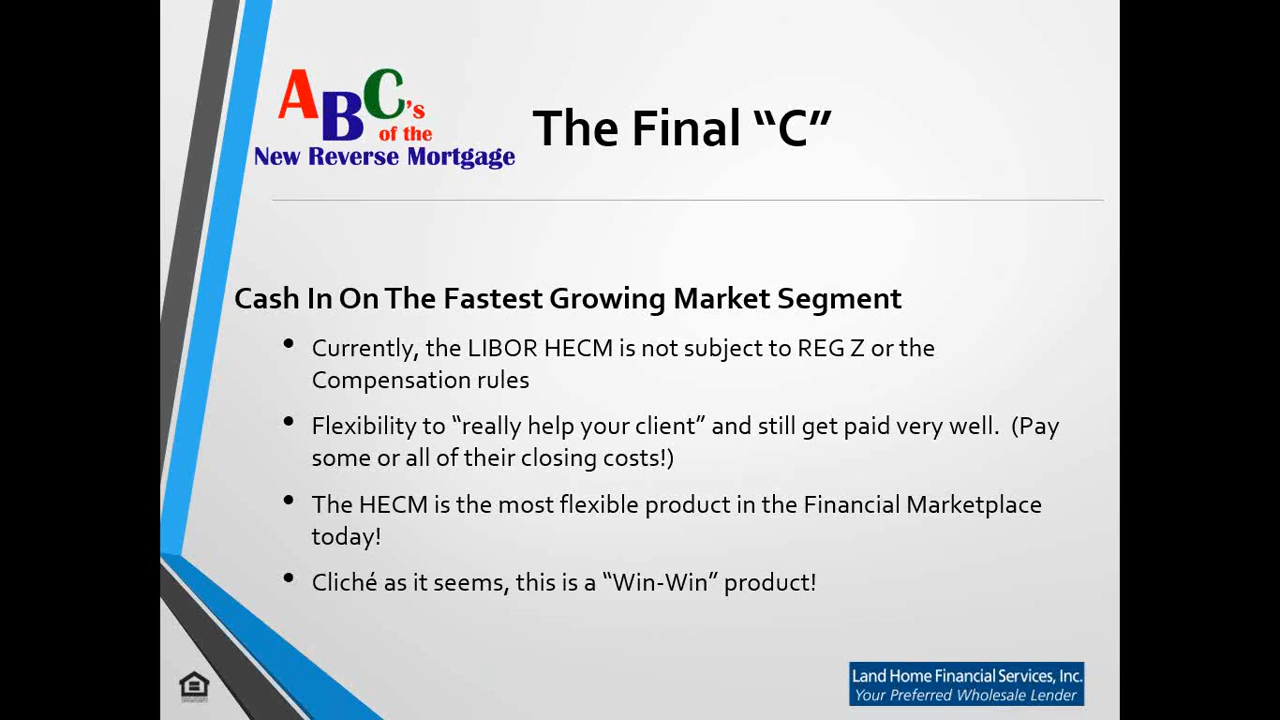 ABC's
of the
New Reverse Mortgage
The Final “C”
Cash In On The Fastest Growing Market Segment
• Currently, the LIBOR HECM is not subject to REG Z or the
Compensation rules
• Flexibility to “really help your client” and still get paid very well.  (Pay
some or all of their closing costs!)
• The HECM is the most flexible product in the Financial Marketplace
today!
• Cliché as it seems, this is a “Win-Win” product!
Land Home Financial Services, Inc.
Your Preferred Wholesale Lender